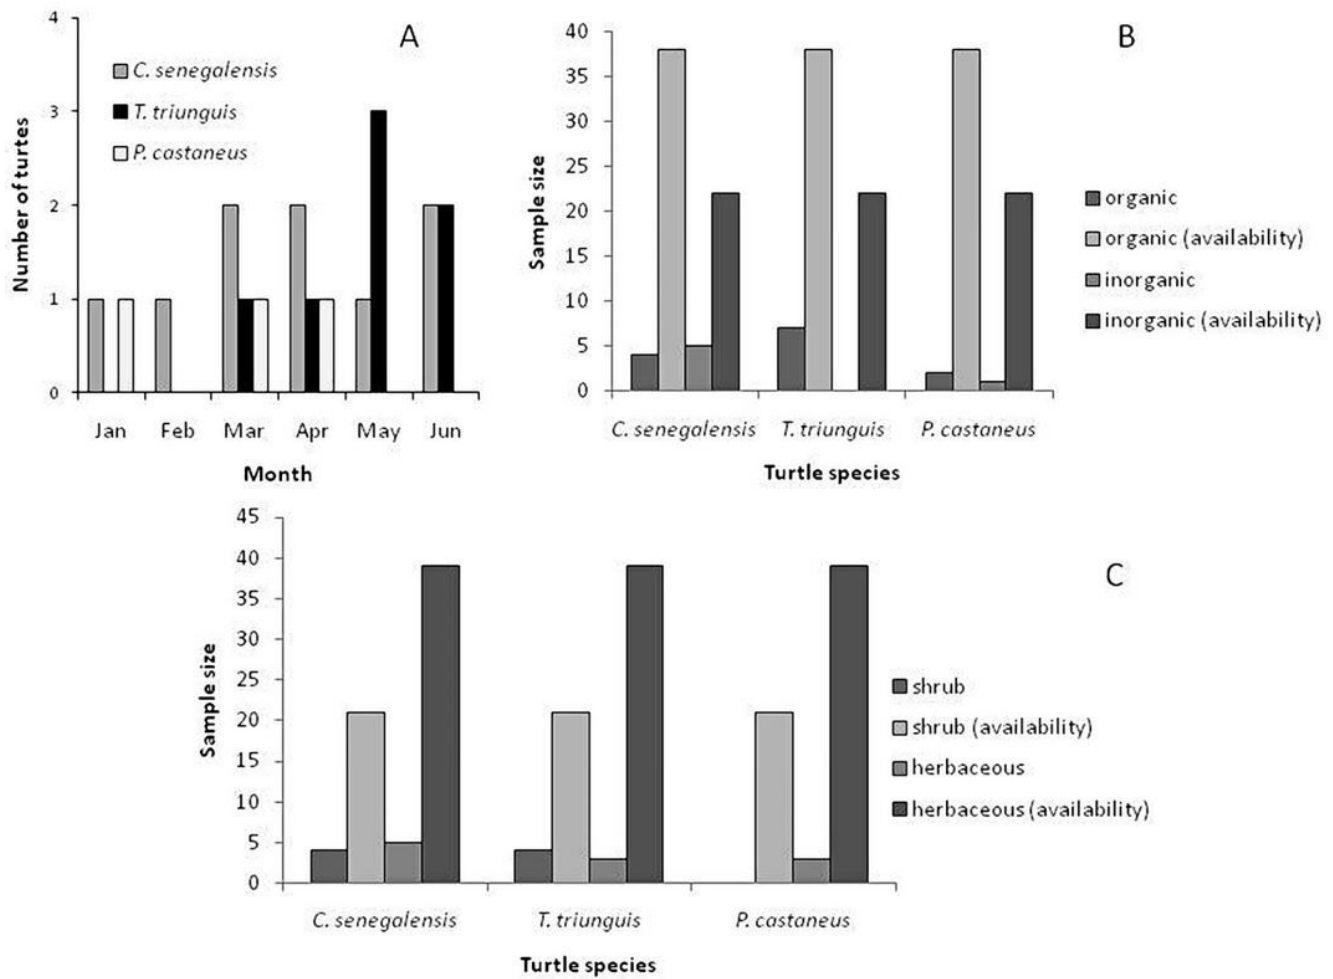 A
4
3
2
1
0
Number of turtes
C. senegalensis
T. triunguis
P. castaneus
Jan Feb Mar Apr May Jun
Month
B
40
35
30
25
20
15
10
5
0
Sample size
organic
organic (availability)
inorganic
inorganic (availability)
C. senegalensis T. triunguis P. castaneus
Turtle species
C
45
40
35
30
25
20
15
10
5
0
Sample size
shrub
shrub (availability)
herbaceous
herbaceous (availability)
C. senegalensis T. triunguis P. castaneus
Turtle species